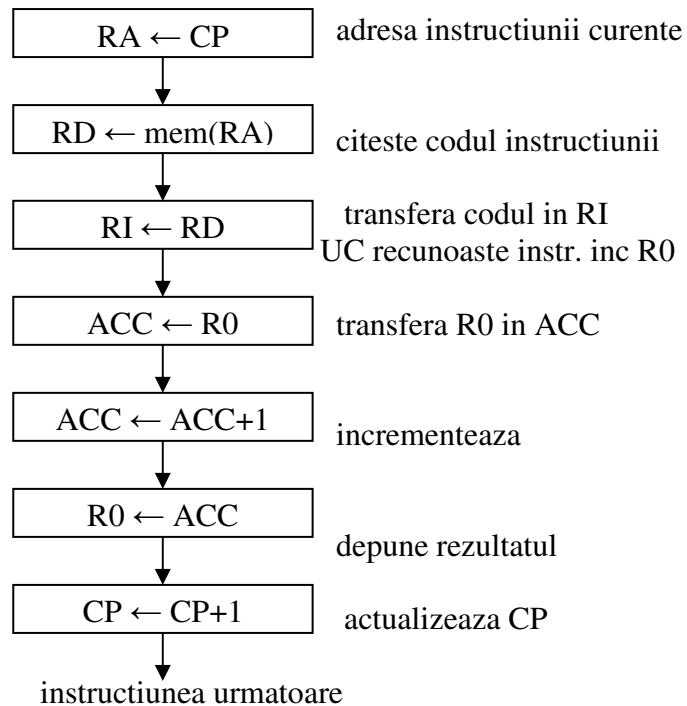 RA ← CP
adresa instructiunii curente
RD ← mem(RA)
citeste codul instructiunii
RI ← RD
transfera codul in RI
UC recunoaste instr. inc R0
ACC ← R0
transfera R0 in ACC
ACC ← ACC+1
incrementeaza
R0 ← ACC
depune rezultatul
CP ← CP+1
actualizeaza CP
instructiunea urmatoare